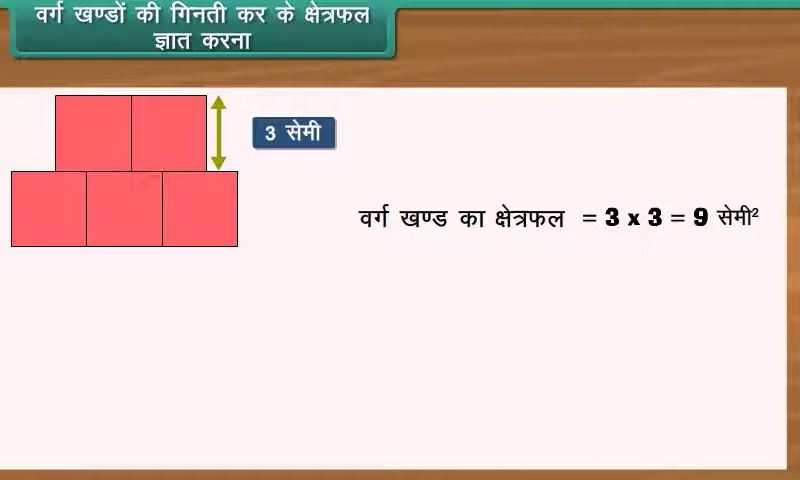 वर्ग खण्डों की गिनती कर के क्षेत्रफल
ज्ञात करना
3 सेमी
वर्ग खण्ड का क्षेत्रफल = 3 x 3 = 9 सेमी²